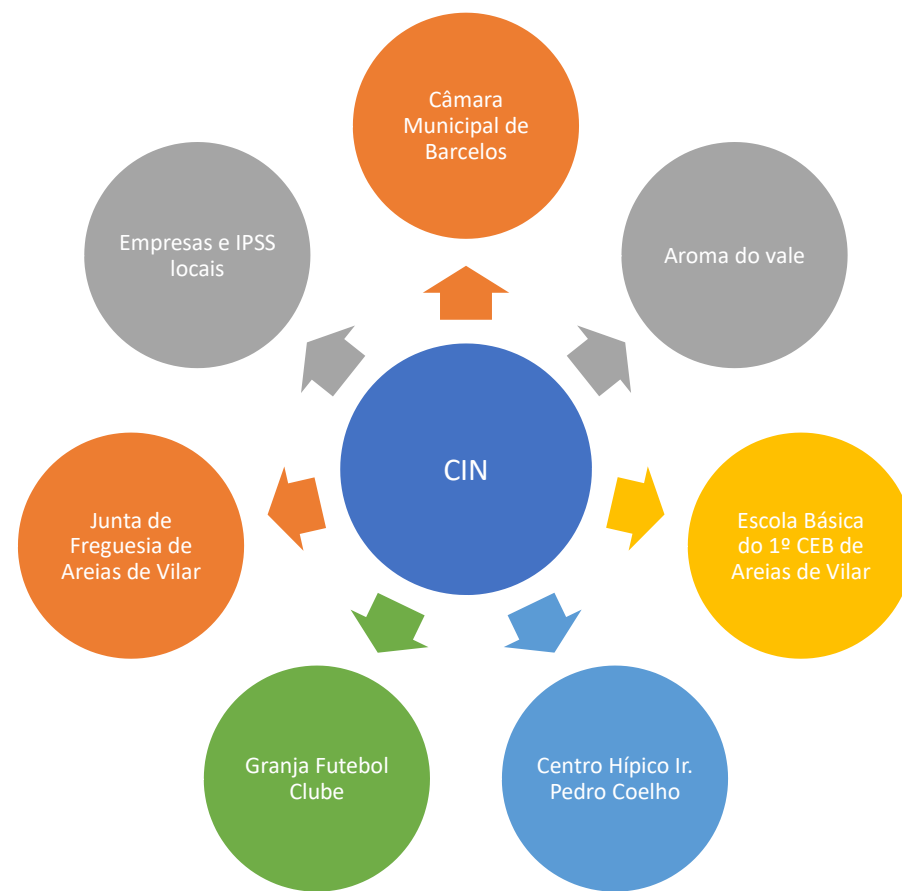 Câmara
Municipal de
Barcelos
Empresas e IPSS
locais
Aroma do vale
CIN
Junta de
Freguesia de
Areias de Vilar
Escola Básica
do 1º CEB de
Areias de Vilar
Granja Futebol
Clube
Centro Hípico Ir.
Pedro Coelho